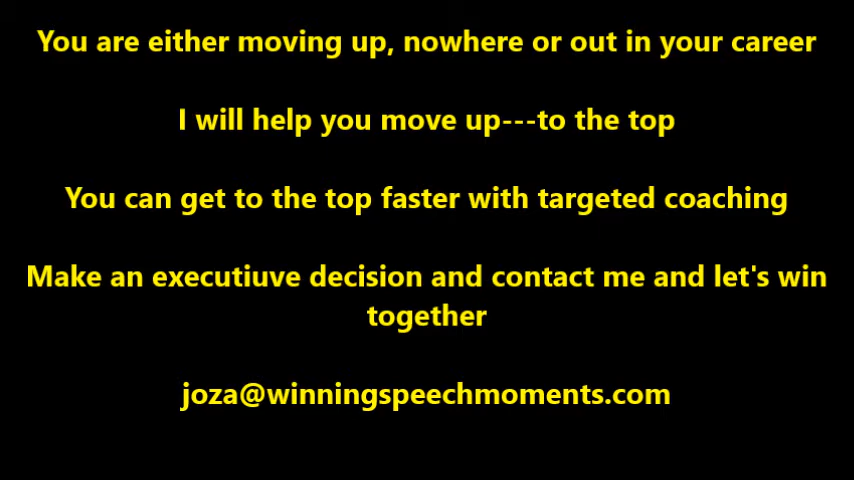 You are either moving up, nowhere or out in your career
I will help you move up---to the top
You can get to the top faster with targeted coaching
Make an executiuve decision and contact me and let's win
together
joza@winningspeechmoments.com